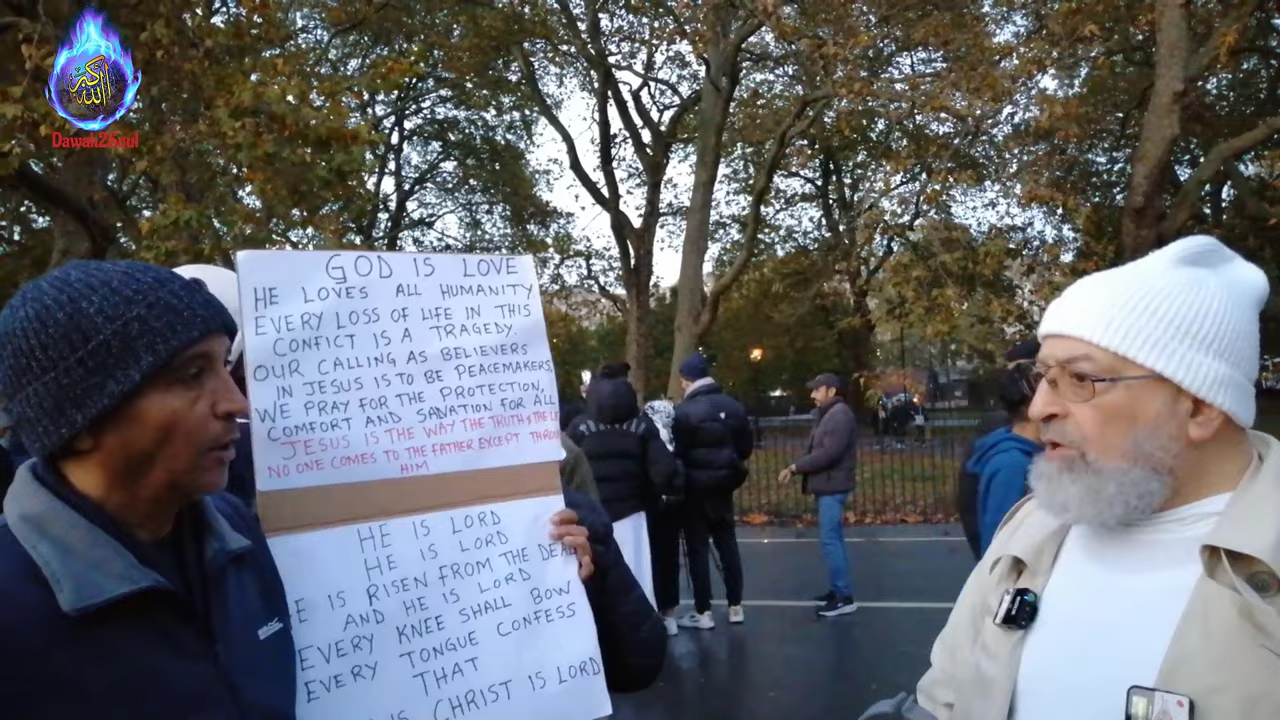 الله اكبر
Dawah2Soul
GOD IS LOVE
HE LOVES ALL HUMANITY
EVERY LOSS OF LIFE IN THIS
CONFICT IS A TRAGEDY.
OUR CALLING AS BELIEVERS
IN JESUS IS TO BE PEACEMAKERS,
WE PRAY FOR THE PROTECTION,
COMFORT AND SALVATION FOR ALL
JESUS IS THE WAY THE TRUTH & THE
NO ONE COMES TO THE FATHER EXCEPT THROUGH
HIM
HE IS LORD
HE IS LORD
E IS RISEN FROM THE DEAD
AND HE IS LORD
EVERY KNEE SHALL BOW
EVERY TONGUE CONFESS
THAT
CHRIST IS LORD